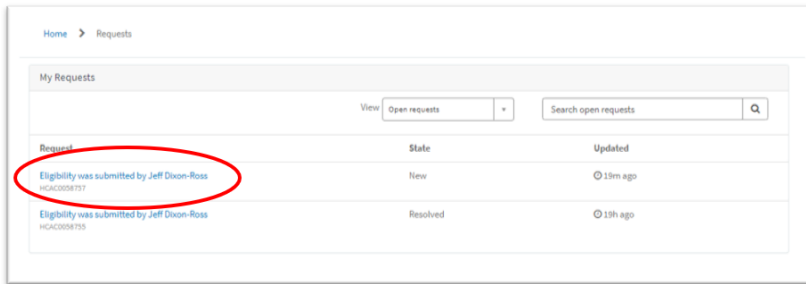 Home > Requests
My Requests
View Open requests Search open requests
Request State Updated
Eligibility was submitted by Jeff Dixon-Ross New 19m ago
HCAC0058757
Eligibility was submitted by Jeff Dixon-Ross Resolved 19h ago
HCAC0058755